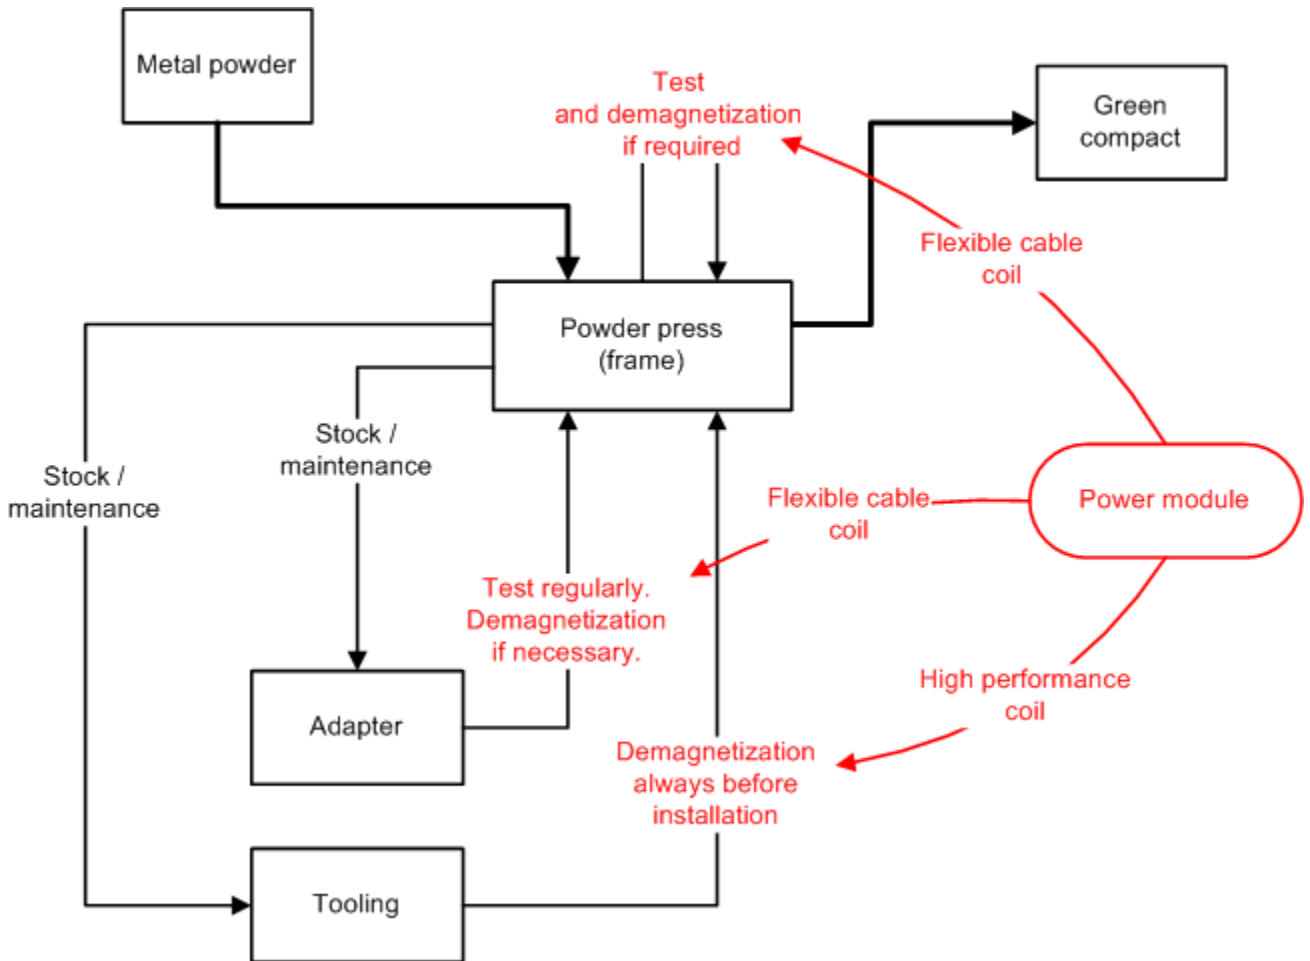 Metal powder
Test
and demagnetization
if required
Green
compact
Flexible cable
coil
Powder press
(frame)
Stock /
maintenance
Stock /
maintenance
Flexible cable
coil
Power module
Test regularly.
Demagnetization
if necessary.
High performance
coil
Adapter
Demagnetization
always before
installation
Tooling